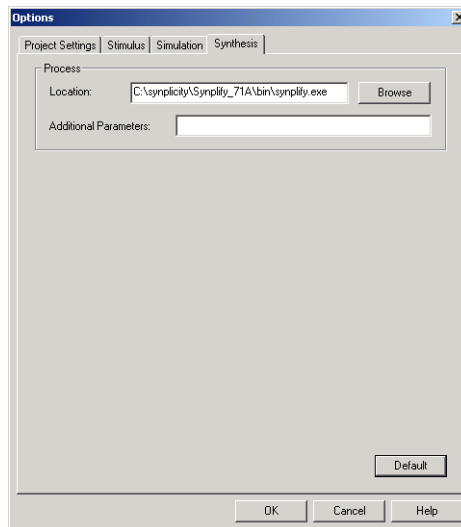 Options
Project Settings Stimulus Simulation Synthesis
Process
Location: C:\synplicity\Synplify_71A\bin\synplify.exe Browse
Additional Parameters:
Default
OK Cancel Help